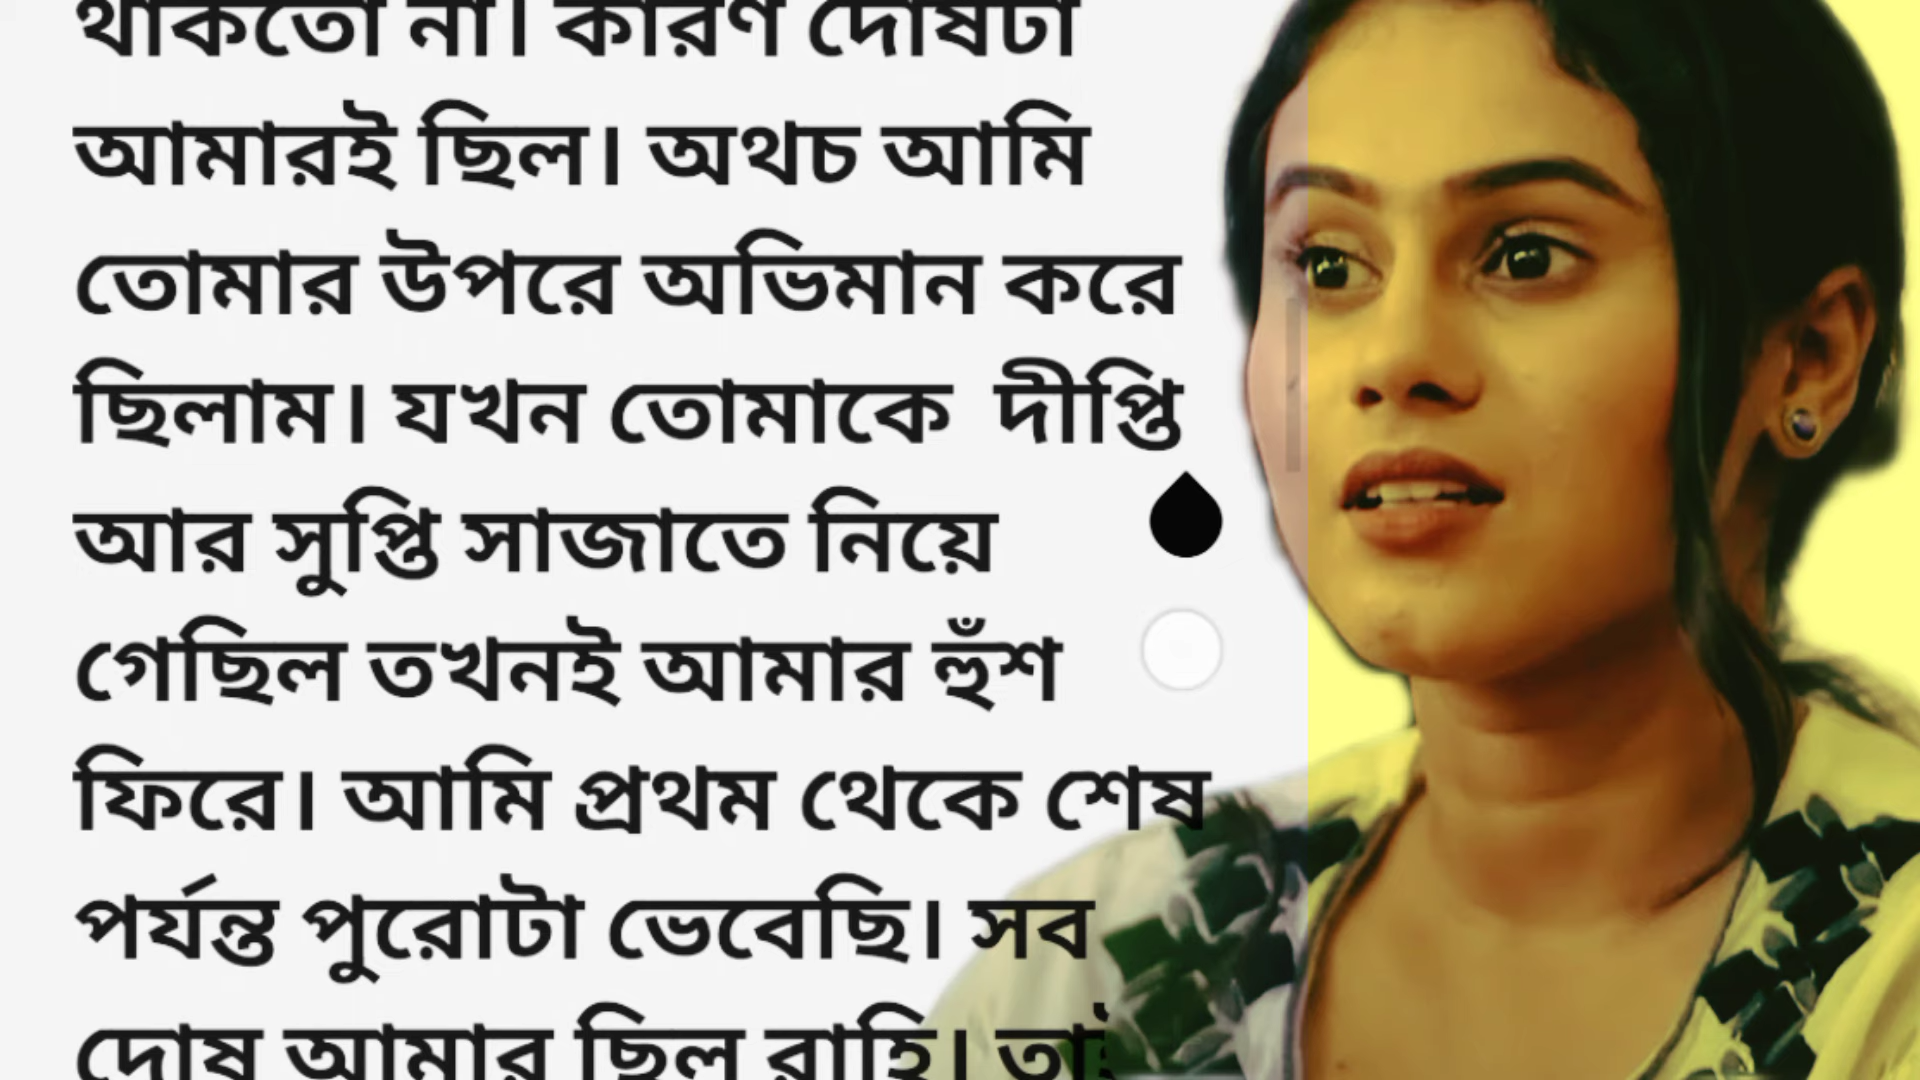 থাকতো না। কারণ দোষটা
আমারই ছিল। অথচ আমি
তোমার উপরে অভিমান করে
ছিলাম। যখন তোমাকে দীপ্তি
আর সুপ্তি সাজাতে নিয়ে
গেছিল তখনই আমার হুঁশ
ফিরে। আমি প্রথম থেকে শেষ
পর্যন্ত পুরোটা ভেবেছি। সব
দোষ আমার ছিল রাহি। তাই